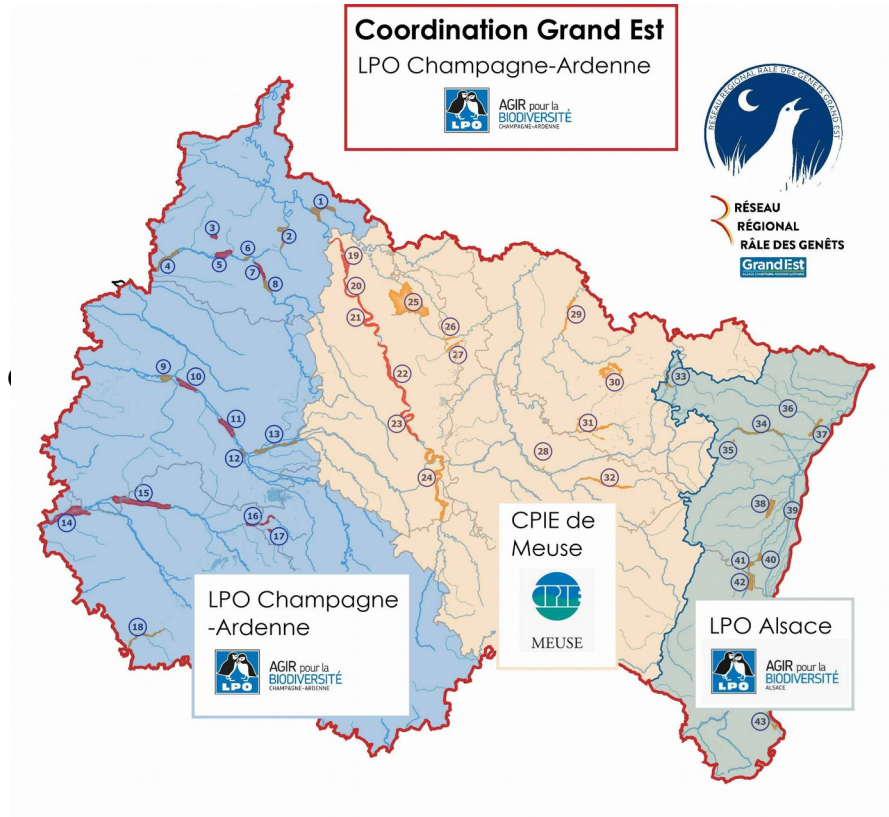 Coordination Grand Est
LPO Champagne-Ardenne
LPO
AGIR pour la
BIODIVERSITÉ
CHAMPAGNE-ARDENNE
RÉSEAU RÉGIONAL RÂLE DES GENÊTS GRAND EST
RÉSEAU
RÉGIONAL
RÂLE DES GENÊTS
GrandEst
ALSACE CHAMPAGNE-ARDENNE LORRAINE
1
2
3
4
5
6
7
8
9
10
11
12
13
14
15
16
17
18
19
20
21
22
23
24
25
26
27
28
29
30
31
32
33
34
35
36
37
38
39
40
41
42
43
LPO Champagne
-Ardenne
LPO
AGIR pour la
BIODIVERSITÉ
CHAMPAGNE-ARDENNE
CPIE de
Meuse
CPIE
MEUSE
LPO Alsace
LPO
AGIR pour la
BIODIVERSITÉ
ALSACE